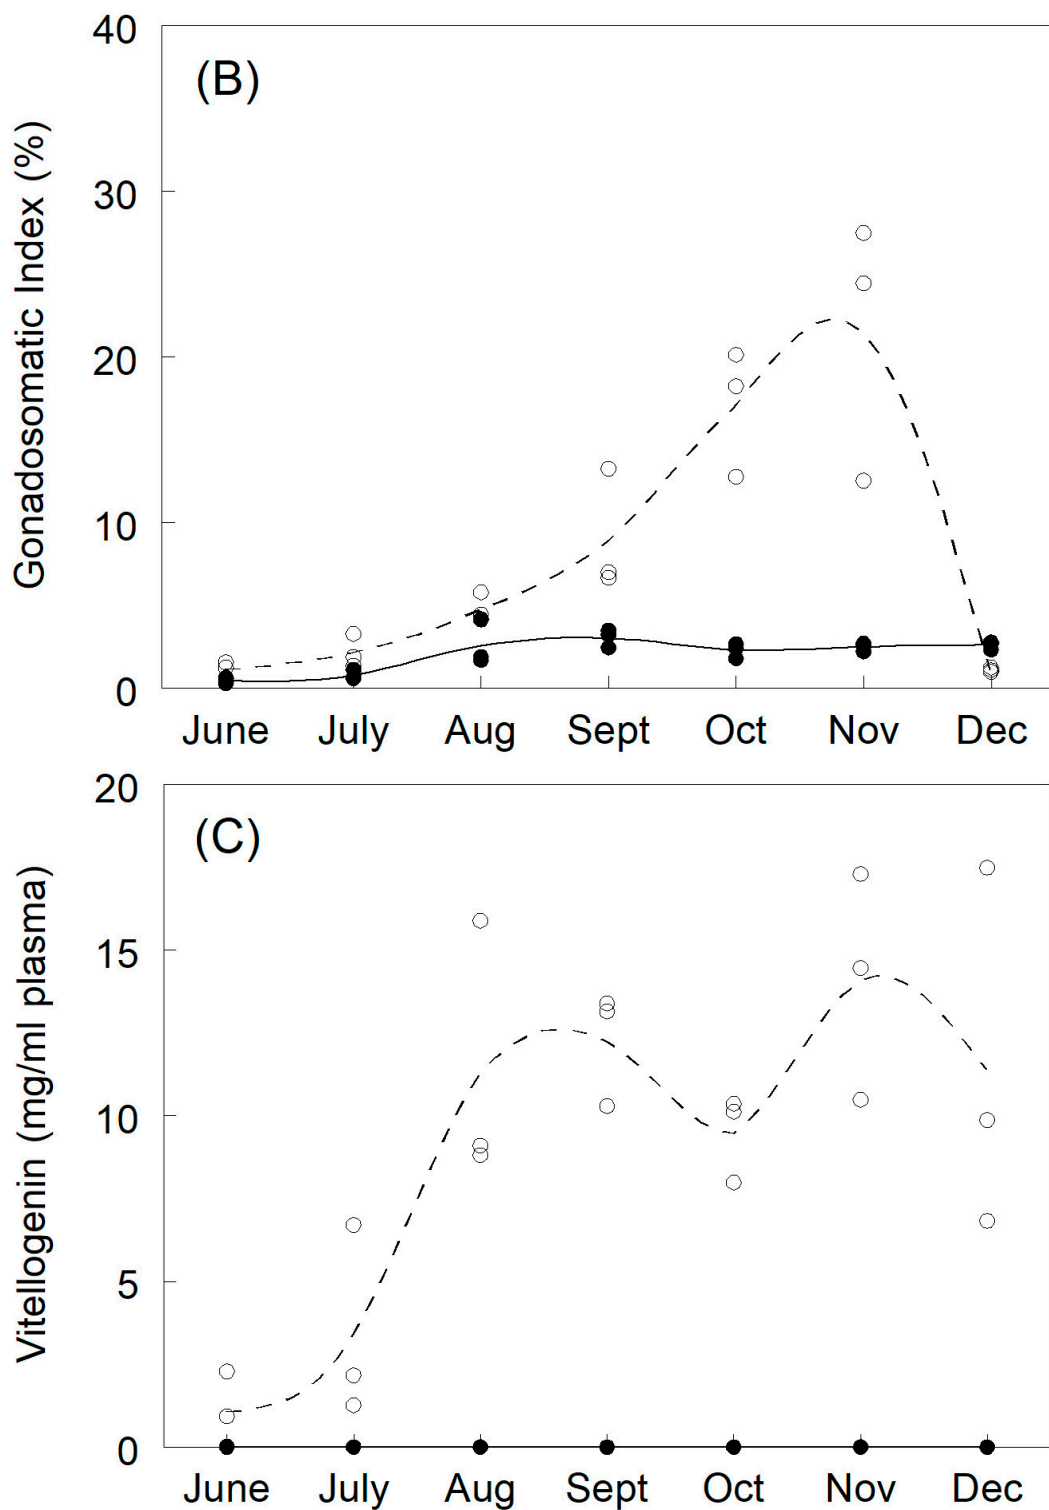 40
(B)
30
20
10
0
Gonadosomatic Index (%)
June July Aug Sept Oct Nov Dec
20
(C)
15
10
5
0
Vitellogenin (mg/ml plasma)
June July Aug Sept Oct Nov Dec